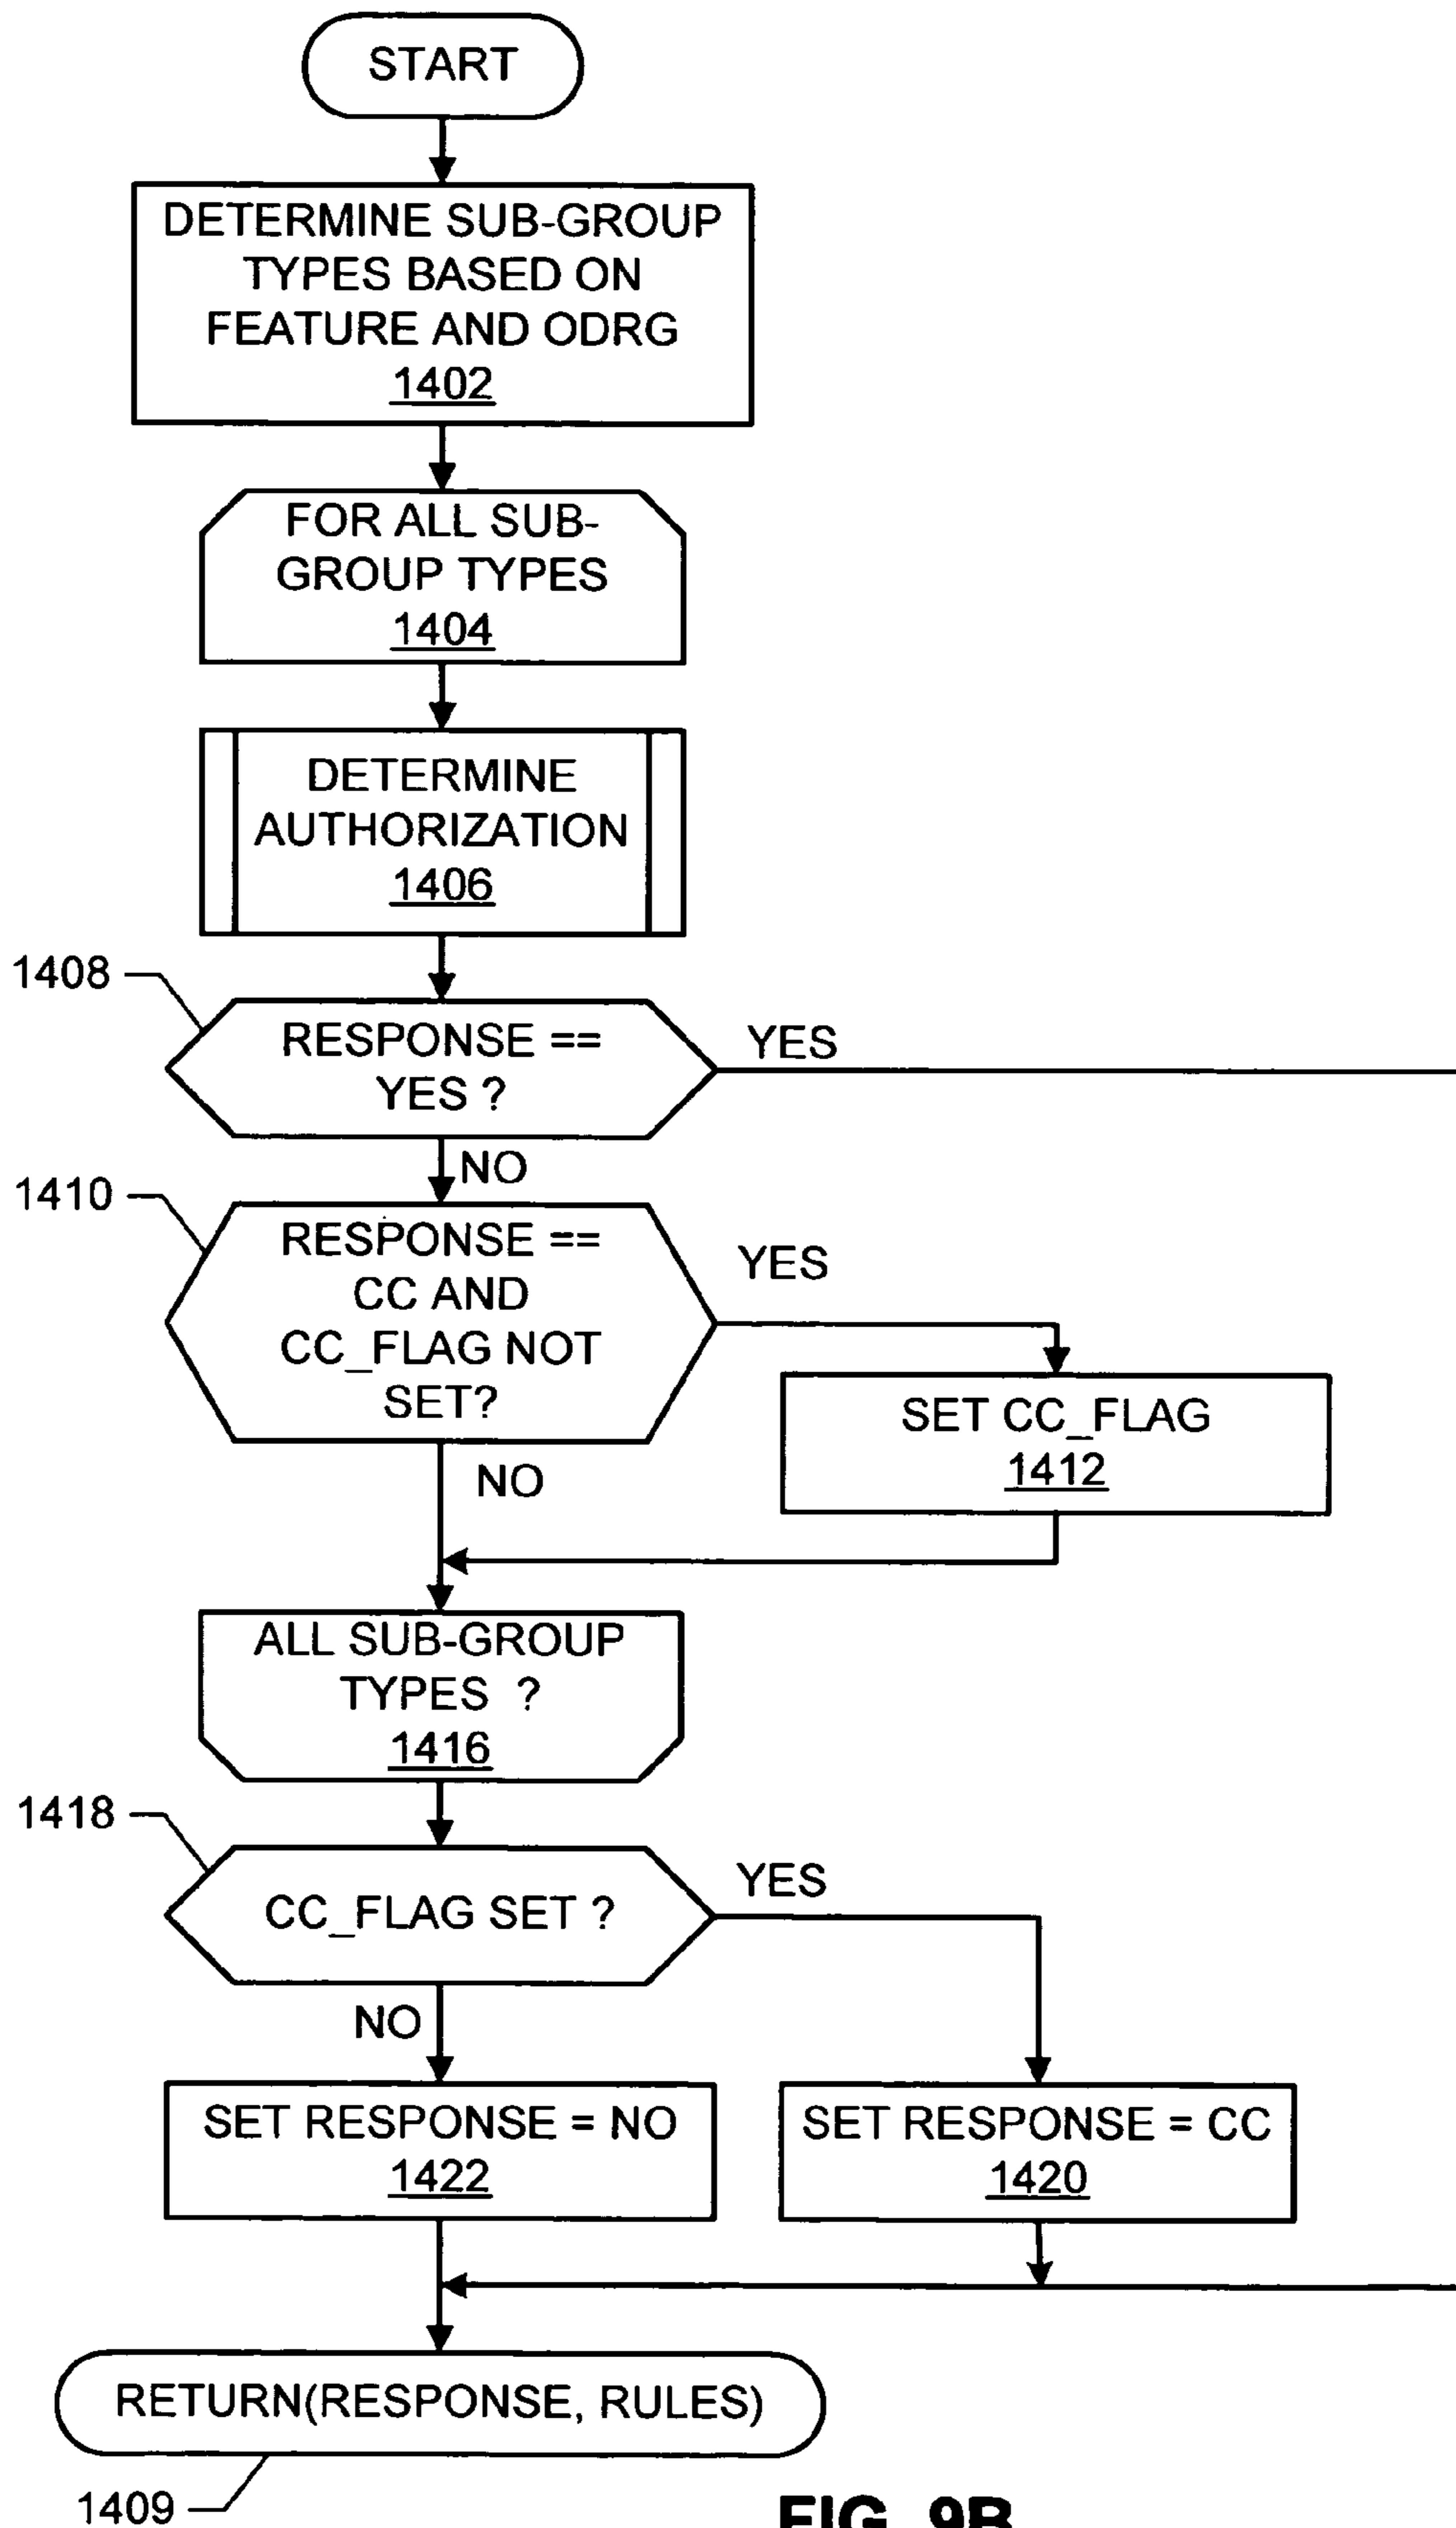 START
DETERMINE SUB-GROUP
TYPES BASED ON
FEATURE AND ODRG
1402
FOR ALL SUB-
GROUP TYPES
1404
DETERMINE
AUTHORIZATION
1406
1408
RESPONSE ==
YES ?
YES
NO
1410
RESPONSE ==
CC AND
CC_FLAG NOT
SET?
YES
SET CC_FLAG
1412
NO
ALL SUB-GROUP
TYPES ?
1416
1418
CC_FLAG SET ?
YES
NO
SET RESPONSE = NO
1422
SET RESPONSE = CC
1420
RETURN(RESPONSE, RULES)
1409
FIG. 9B